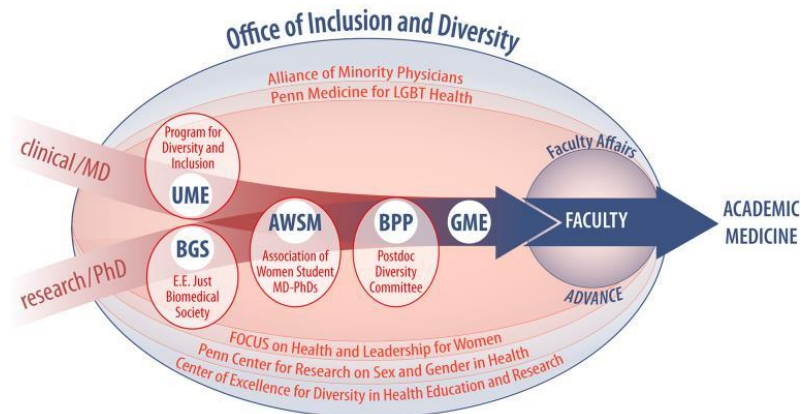 Office of Inclusion and Diversity
Alliance of Minority Physicians
Penn Medicine for LGBT Health
clinical/MD
Program for
Diversity and
Inclusion
UME
research/PhD
BGS
E.E. Just
Biomedical
Society
AWSM
Association of
Women Student
MD-PhDs
BPP
Postdoc
Diversity
Committee
GME
Faculty Affairs
FACULTY
ADVANCE
ACADEMIC
MEDICINE
FOCUS on Health and Leadership for Women
Penn Center for Research on Sex and Gender in Health
Center of Excellence for Diversity in Health Education and Research